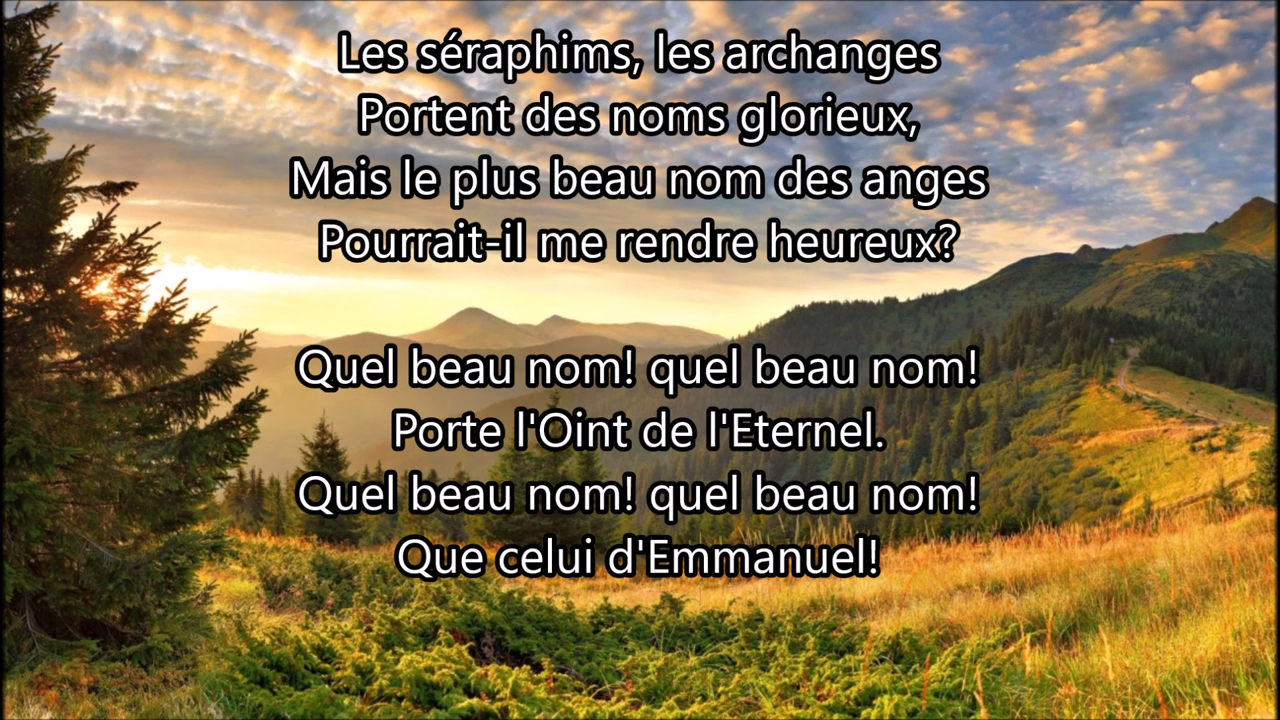 Les séraphims, les archanges
Portent des noms glorieux,
Mais le plus beau nom des anges
Pourrait-il me rendre heureux?
Quel beau nom! quel beau nom!
Porte l'Oint de l'Eternel.
Quel beau nom! quel beau nom!
Que celui d'Emmanuel!